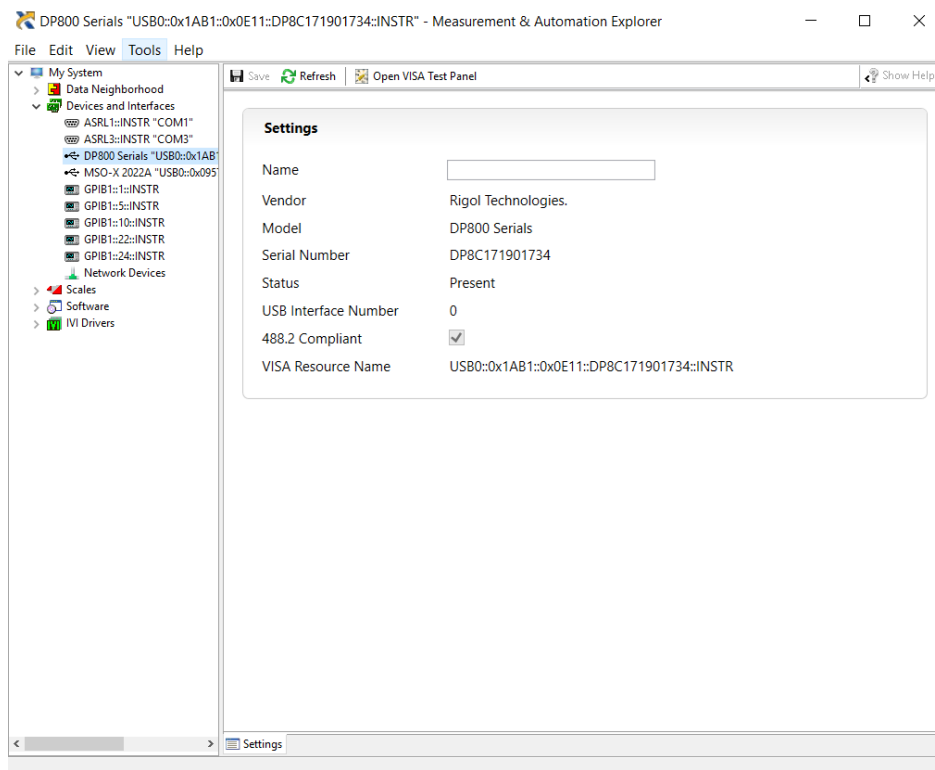 DP800 Serials "USB0::0x1AB1::0x0E11::DP8C171901734::INSTR" - Measurement & Automation Explorer
File Edit View Tools Help
My System
Data Neighborhood
Devices and Interfaces
ASRL1::INSTR "COM1"
ASRL3::INSTR "COM3"
DP800 Serials "USB0::0x1AB1
MSO-X 2022A "USB0::0x0957
GPIB1::1::INSTR
GPIB1::5::INSTR
GPIB1::10::INSTR
GPIB1::22::INSTR
GPIB1::24::INSTR
Network Devices
Scales
Software
IVI Drivers
Save Refresh Open VISA Test Panel Show Help
Settings
Name
Vendor Rigol Technologies.
Model DP800 Serials
Serial Number DP8C171901734
Status Present
USB Interface Number 0
488.2 Compliant
VISA Resource Name USB0::0x1AB1::0x0E11::DP8C171901734::INSTR
Settings